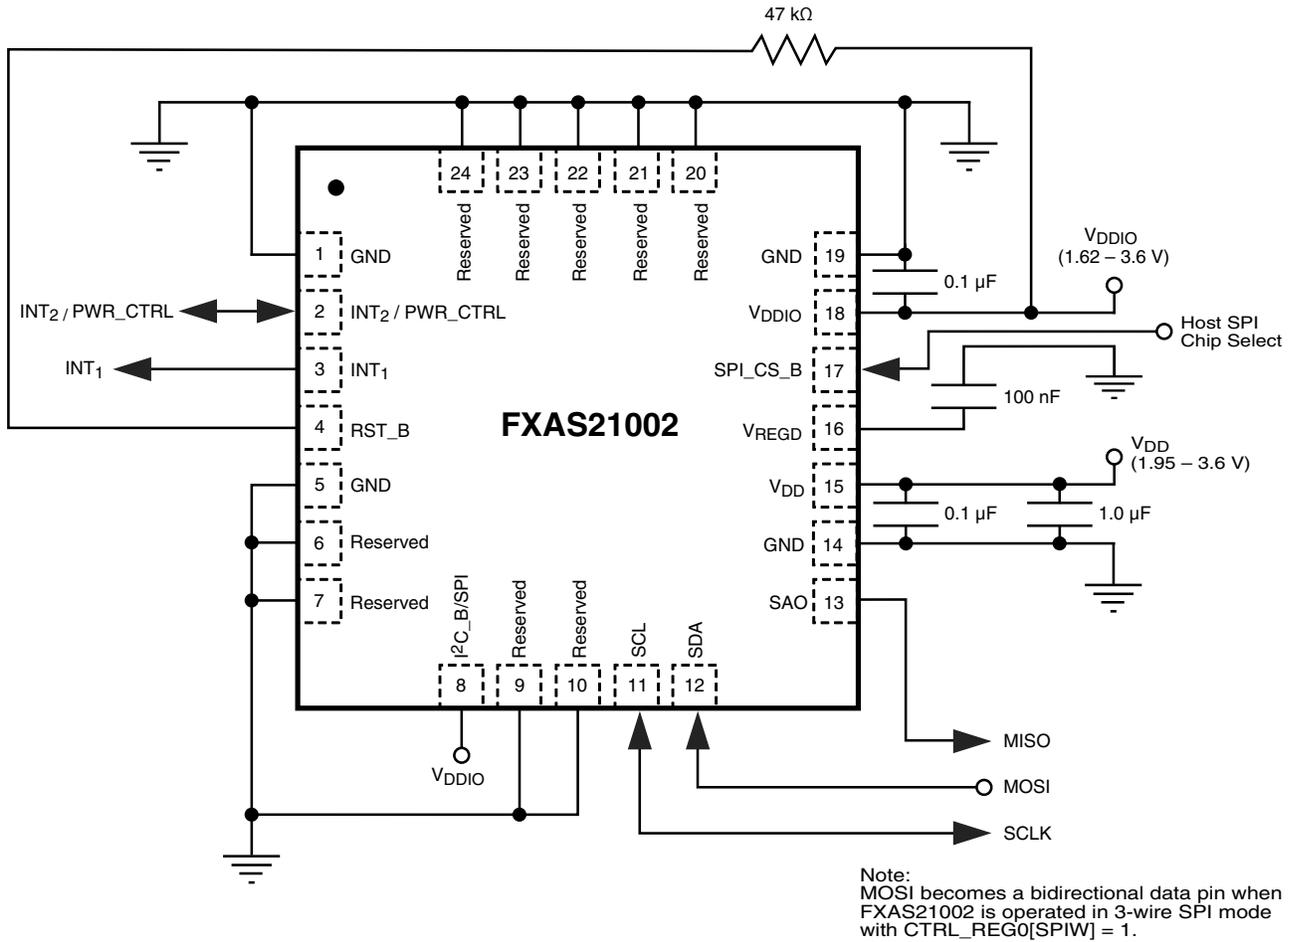 47 kΩ
24
23
22
21
20
Reserved
Reserved
Reserved
Reserved
Reserved
1
GND
INT2 / PWR_CTRL
2
INT2 / PWR_CTRL
INT1
3
INT1
4
RST_B
5
GND
6
Reserved
7
Reserved
FXAS21002
GND
19
0.1 µF
VDDIO
(1.62 – 3.6 V)
VDDIO
18
Host SPI
Chip Select
SPI_CS_B
17
100 nF
VREGD
16
VDD
(1.95 – 3.6 V)
VDD
15
0.1 µF
1.0 µF
GND
14
SAO
13
I2C_B/SPI
Reserved
Reserved
SCL
SDA
8
9
10
11
12
VDDIO
MISO
MOSI
SCLK
Note:
MOSI becomes a bidirectional data pin when
FXAS21002 is operated in 3-wire SPI mode
with CTRL_REG0[SPIW] = 1.